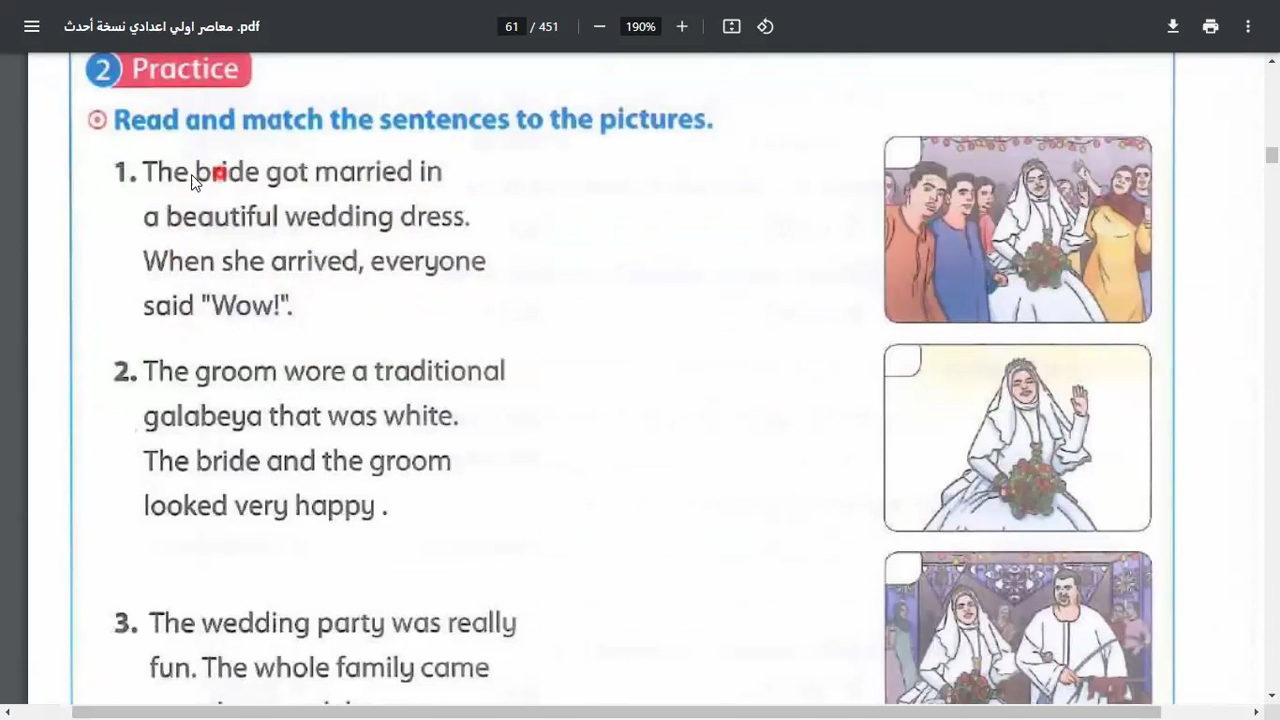 معاصر اولي اعدادي نسخة أحدث .pdf
61 / 451
190%
2 Practice
Read and match the sentences to the pictures.
1. The bride got married in
a beautiful wedding dress.
When she arrived, everyone
said "Wow!".
2. The groom wore a traditional
galabeya that was white.
The bride and the groom
looked very happy .
3. The wedding party was really
fun. The whole family came